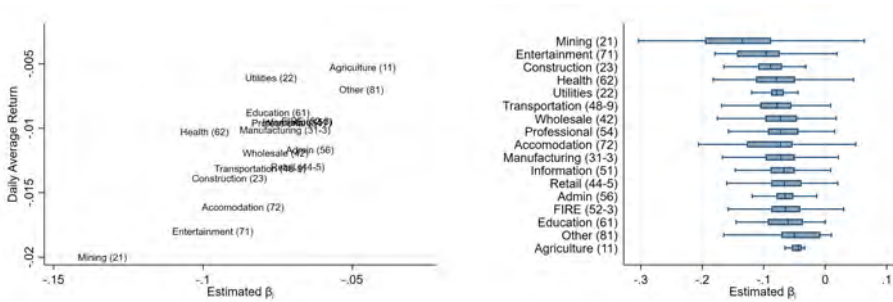 Daily Average Return
-.005
-.01
-.015
-.02
Agriculture (11)
Utilities (22)
Other (81)
Education (61)
Health (62)
Manufacturing (31-3)
Admin (56)
Wholesale (42)
Transportation (48-9)
Retail (44-5)
Construction (23)
Accomodation (72)
Entertainment (71)
Mining (21)
-.15
-.1
-.05
Estimated βj
Mining (21)
Entertainment (71)
Construction (23)
Health (62)
Utilities (22)
Transportation (48-9)
Wholesale (42)
Professional (54)
Accomodation (72)
Manufacturing (31-3)
Information (51)
Retail (44-5)
Admin (56)
FIRE (52-3)
Education (61)
Other (81)
Agriculture (11)
-.3
-.2
-.1
0
.1
Estimated βj